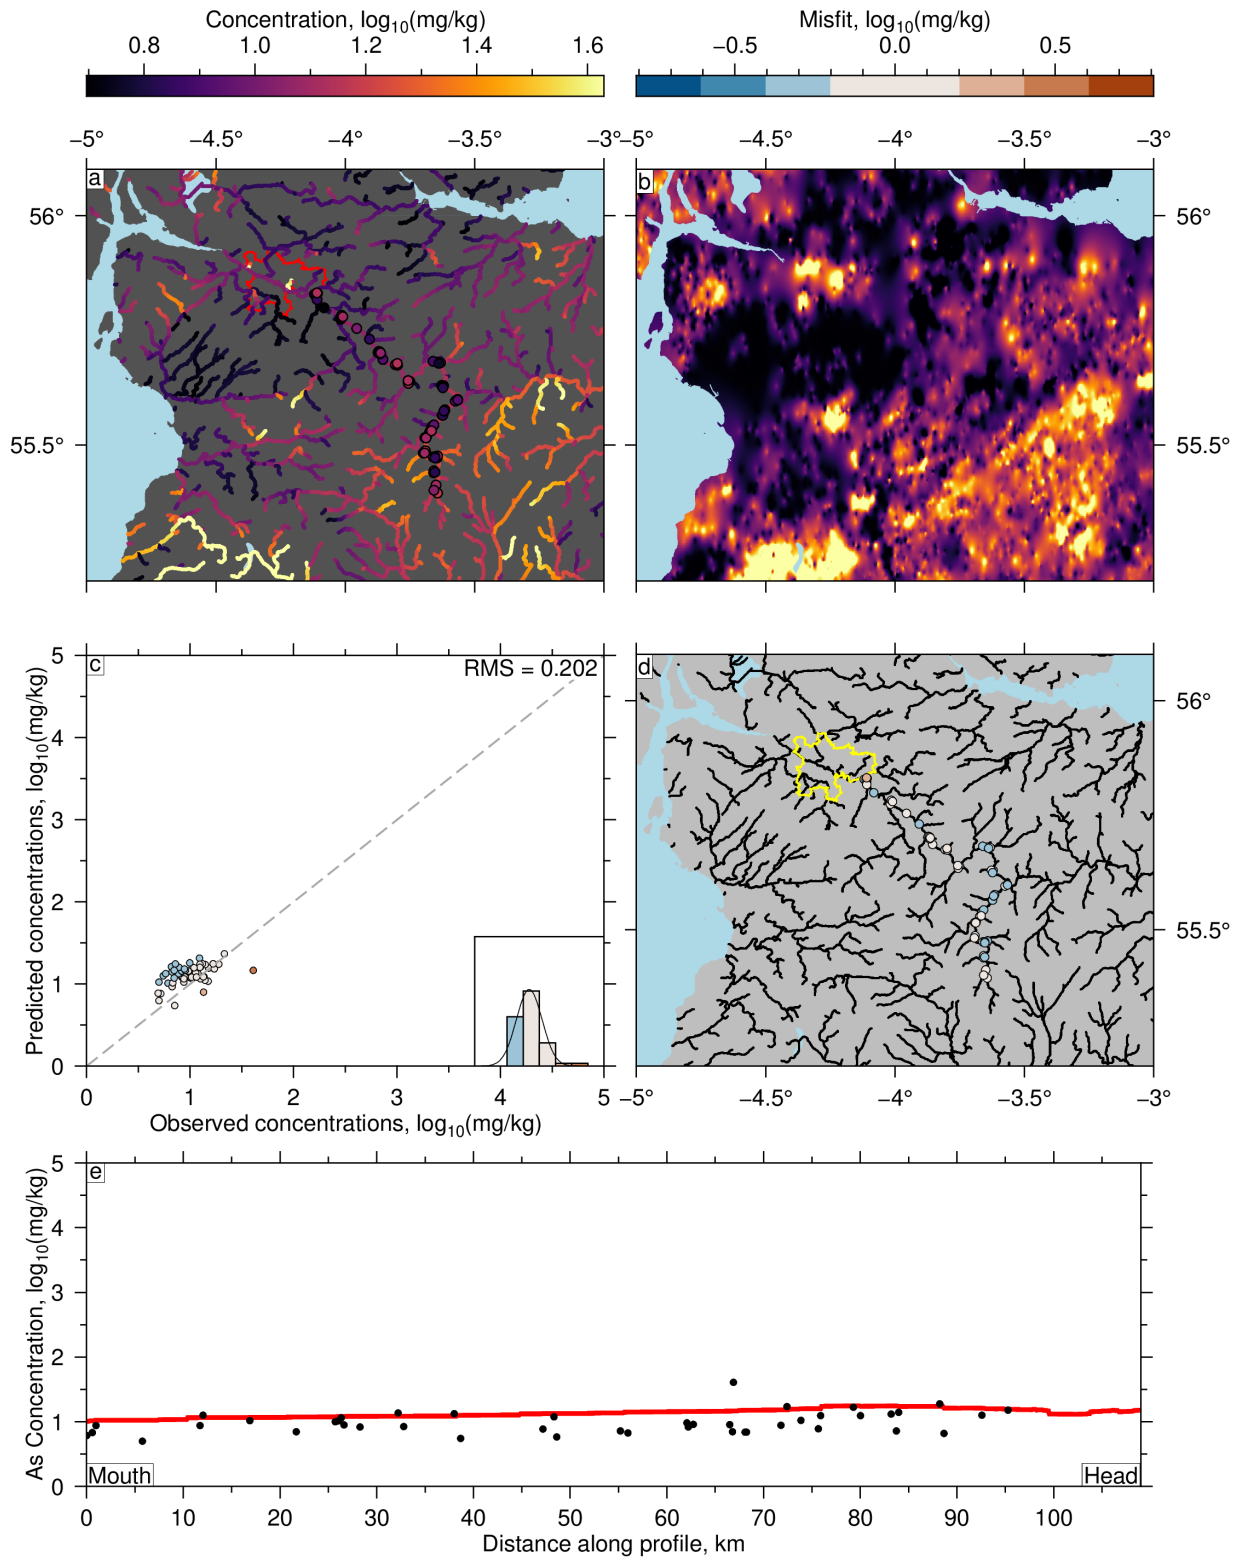 Concentration, log10(mg/kg)
Misfit, log10(mg/kg)
0.8 1.0 1.2 1.4 1.6
−0.5 0.0 0.5
−5° −4.5° −4° −3.5° −3°
−5° −4.5° −4° −3.5° −3°
a
b
56° 56°
55.5° 55.5°
c
RMS = 0.202
d
Predicted concentrations, log10(mg/kg)
5
4
3
2
1
0
56°
55.5°
0 1 2 3 4 5
−5° −4.5° −4° −3.5° −3°
Observed concentrations, log10(mg/kg)
e
As Concentration, log10(mg/kg)
5
4
3
2
1
0
Mouth
Head
0 10 20 30 40 50 60 70 80 90 100
Distance along profile, km